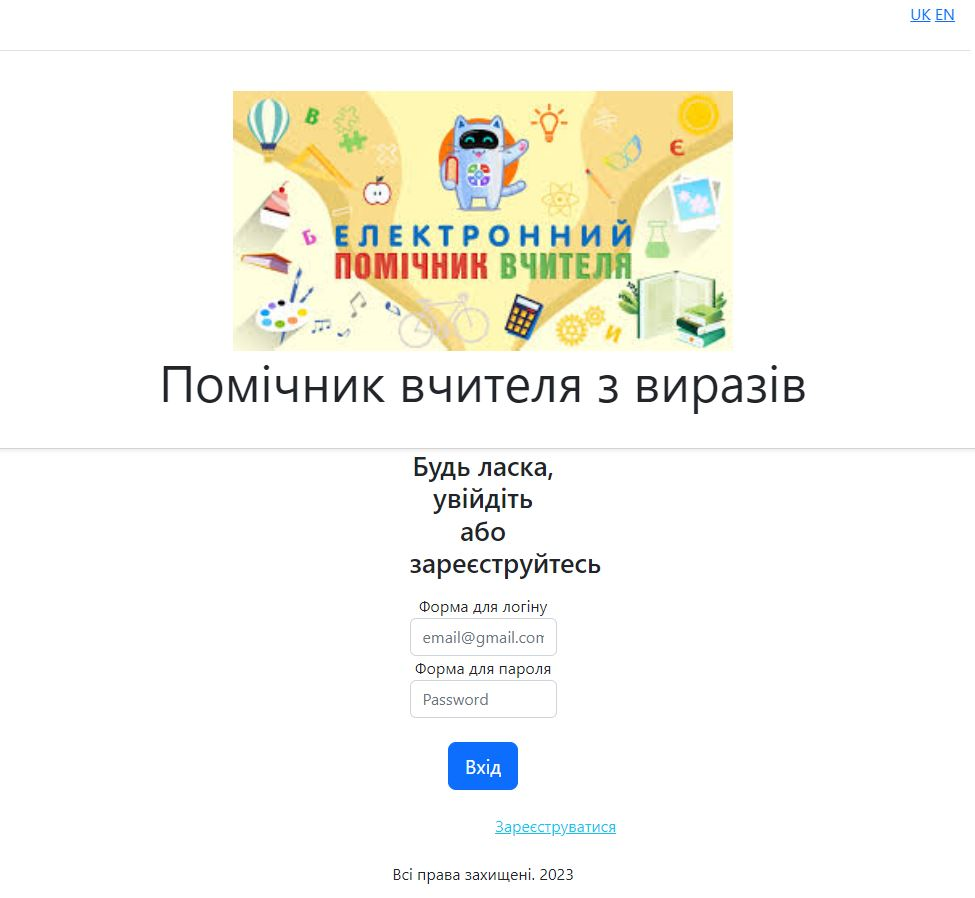 UK EN
В
Є
Б
ЕЛЕКТРОННИЙ
ПОМІЧНИК ВЧИТЕЛЯ
И
Помічник вчителя з виразів
Будь ласка,
увійдіть
або
зареєструйтесь
Форма для логіну
email@gmail.com
Форма для пароля
Password
Вхід
Зареєструватися
Всі права захищені. 2023